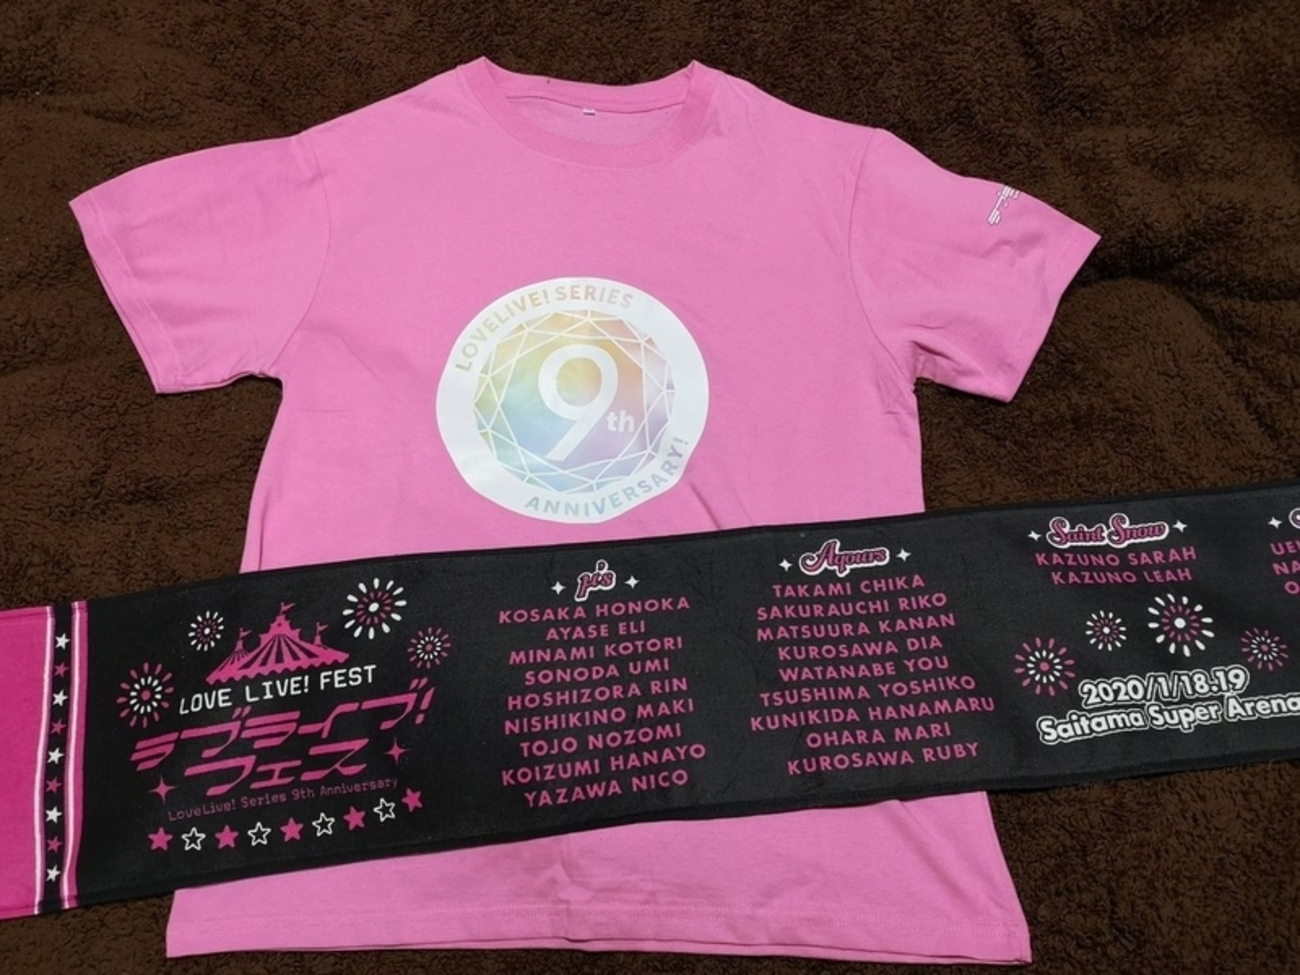 LOVELIVE! SERIES
9th
ANNIVERSARY!
LOVE LIVE! FEST
ラブライブ!
フェス
LoveLive! Series 9th Anniversary
μ's
KOSAKA HONOKA
AYASE ELI
MINAMI KOTORI
SONODA UMI
HOSHIZORA RIN
NISHIKINO MAKI
TOJO NOZOMI
KOIZUMI HANAYO
YAZAWA NICO
Aqours
TAKAMI CHIKA
SAKURAUCHI RIKO
MATSUURA KANAN
KUROSAWA DIA
WATANABE YOU
TSUSHIMA YOSHIKO
KUNIKIDA HANAMARU
OHARA MARI
KUROSAWA RUBY
Saint Snow
KAZUNO SARAH
KAZUNO LEAH
2020/1/18.19
Saitama Super Arena